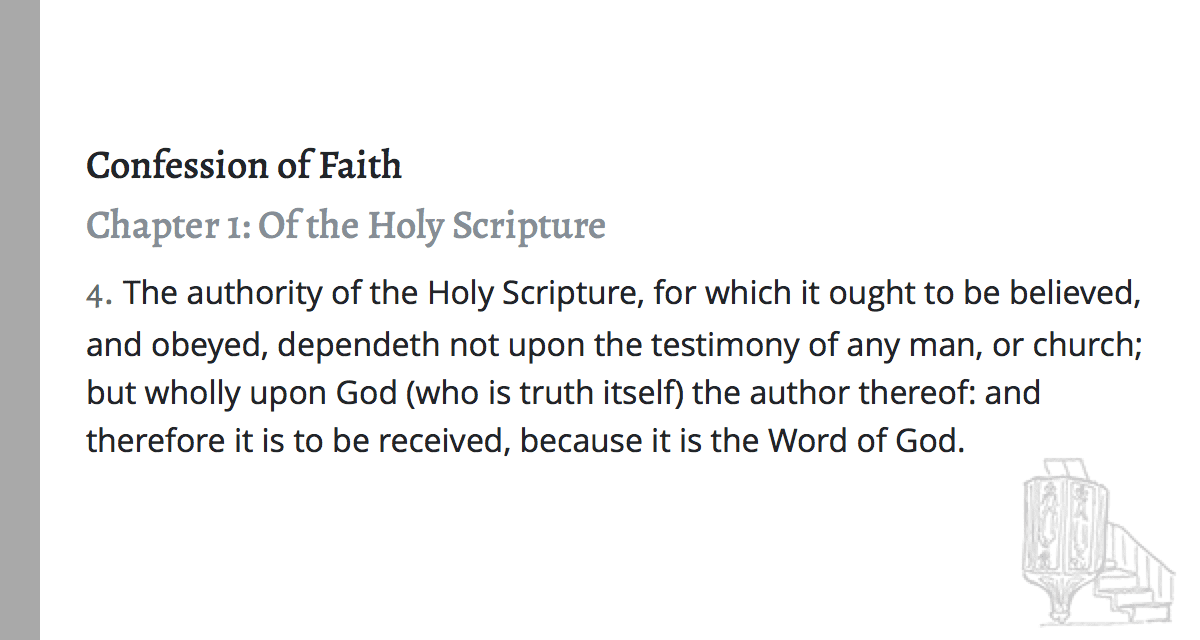 Confession of Faith
Chapter 1: Of the Holy Scripture
4. The authority of the Holy Scripture, for which it ought to be believed,
and obeyed, dependeth not upon the testimony of any man, or church;
but wholly upon God (who is truth itself) the author thereof: and
therefore it is to be received, because it is the Word of God.